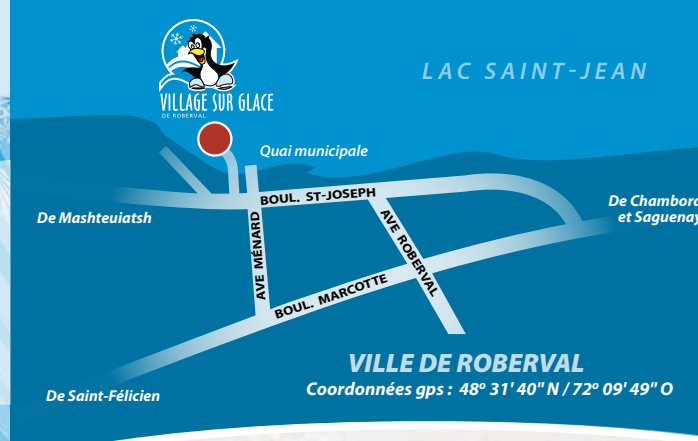 LAC SAINT-JEAN
VILLAGE SUR GLACE
DE ROBERVAL
Quai municipale
BOUL. ST-JOSEPH
De Mashteuiatsh
De Chambord
et Saguenay
AVE MÉNARD
AVE ROBERVAL
BOUL. MARCOTTE
VILLE DE ROBERVAL
Coordonnées gps : 48º 31' 40" N / 72º 09' 49" O
De Saint-Félicien